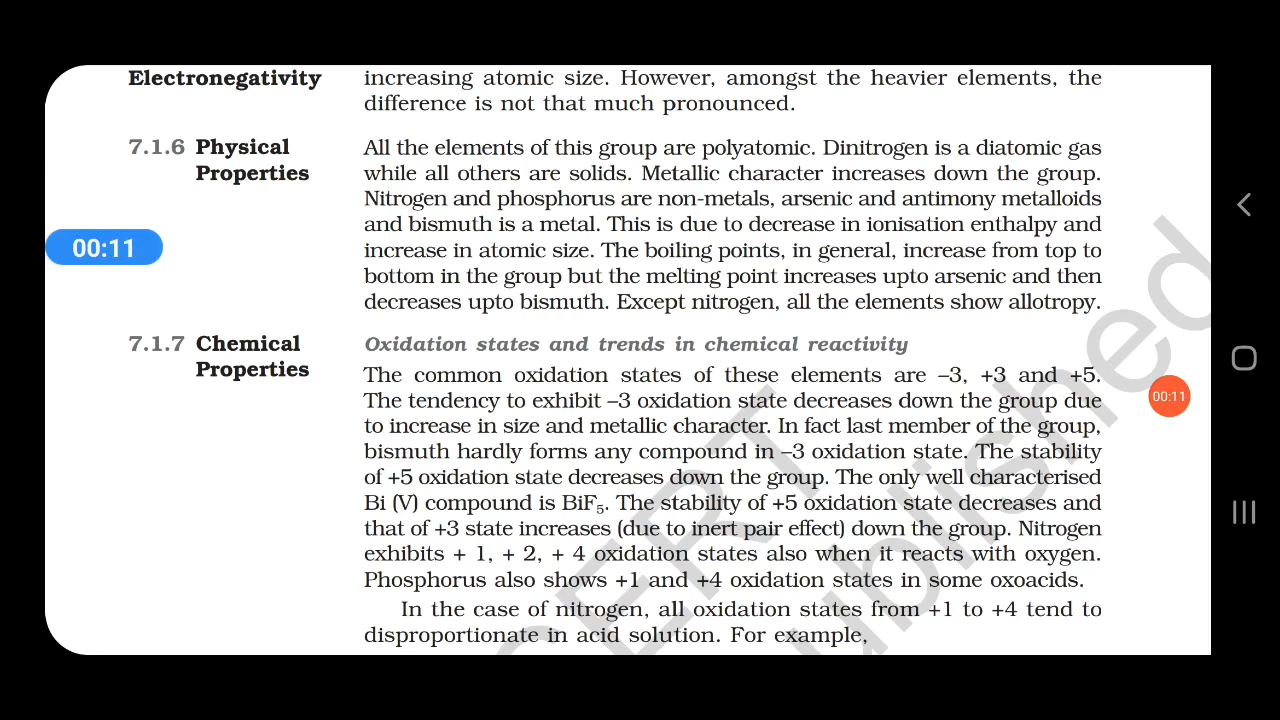 Electronegativity increasing atomic size. However, amongst the heavier elements, the
difference is not that much pronounced.
7.1.6 Physical
Properties
All the elements of this group are polyatomic. Dinitrogen is a diatomic gas
while all others are solids. Metallic character increases down the group.
Nitrogen and phosphorus are non-metals, arsenic and antimony metalloids
and bismuth is a metal. This is due to decrease in ionisation enthalpy and
increase in atomic size. The boiling points, in general, increase from top to
bottom in the group but the melting point increases upto arsenic and then
decreases upto bismuth. Except nitrogen, all the elements show allotropy.
00:11
7.1.7 Chemical
Properties
Oxidation states and trends in chemical reactivity
The common oxidation states of these elements are –3, +3 and +5.
The tendency to exhibit –3 oxidation state decreases down the group due
to increase in size and metallic character. In fact last member of the group,
bismuth hardly forms any compound in –3 oxidation state. The stability
of +5 oxidation state decreases down the group. The only well characterised
Bi (V) compound is BiF₅. The stability of +5 oxidation state decreases and
that of +3 state increases (due to inert pair effect) down the group. Nitrogen
exhibits + 1, + 2, + 4 oxidation states also when it reacts with oxygen.
Phosphorus also shows +1 and +4 oxidation states in some oxoacids.
In the case of nitrogen, all oxidation states from +1 to +4 tend to
disproportionate in acid solution. For example,
00:11
CERT
ublished